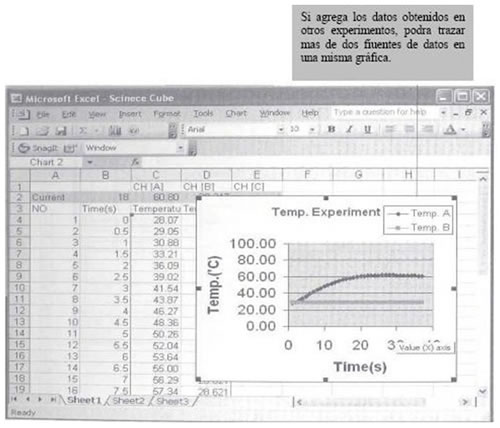 Si agrega los datos obtenidos en
otros experimentos, podra trazar
mas de dos fiuentes de datos en
una misma gráfica.
Microsoft Excel - Scinece Cube
File Edit View Insert Format Tools Chart Window Help Type a question for help
Arial 10 B I U
SnagIt Window
Chart 2
A B C D E F G H I
1 CH [A] CH [B] CH [C]
2 Current 18 60.80
3 NO Time(s) Temperatu
4 1 0 28.07
5 2 0.5 29.05
6 3 1 30.88
7 4 1.5 33.21
8 5 2 36.09
9 6 2.5 39.02
10 7 3 41.54
11 8 3.5 43.87
12 9 4 46.27
13 10 4.5 48.36
14 11 5 50.26
15 12 5.5 52.04
16 13 6 53.64
17 14 6.5 55.00
18 15 7 56.29
19 16 7.5 57.34 28.621
Temp. Experiment
Temp. A
Temp. B
Temp.(℃)
100.00
80.00
60.00
40.00
20.00
0.00
0 10 20
Value (X) axis
Time(s)
Sheet1 Sheet2 Sheet3
Ready